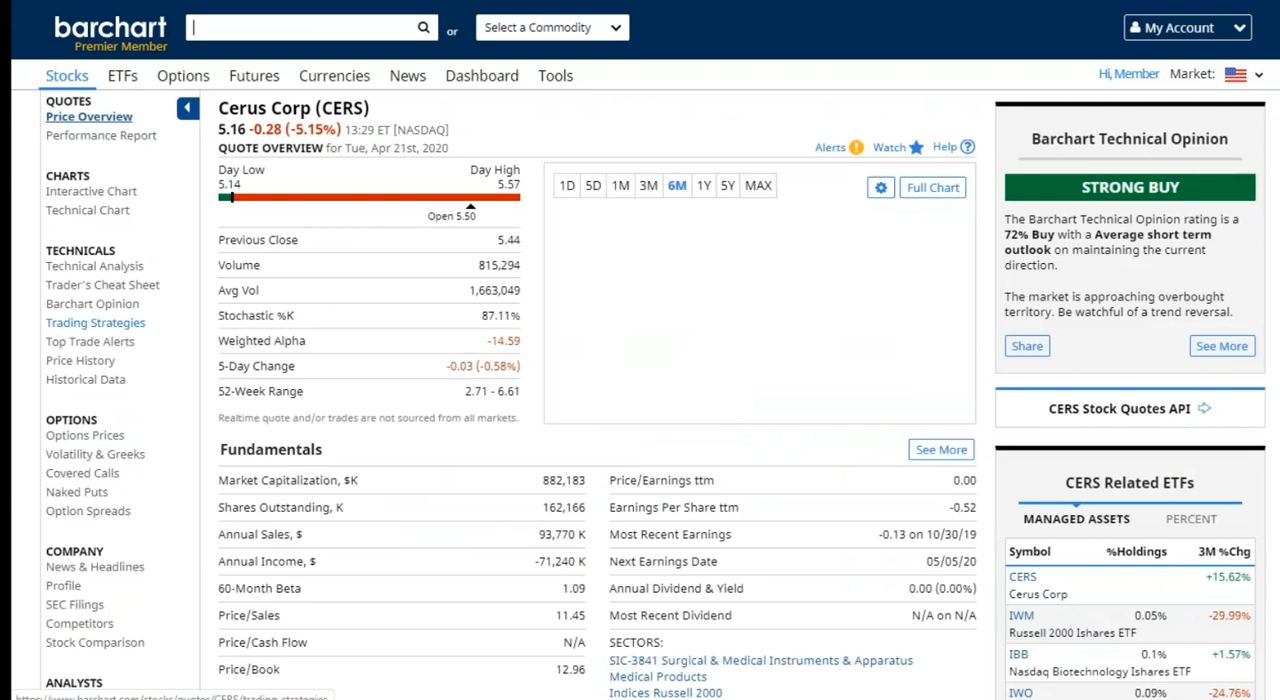 barchart
Premier Member
or
Select a Commodity
My Account
Stocks ETFs Options Futures Currencies News Dashboard Tools
Hi, Member Market:
QUOTES
Price Overview
Performance Report
CHARTS
Interactive Chart
Technical Chart
TECHNICALS
Technical Analysis
Trader's Cheat Sheet
Barchart Opinion
Trading Strategies
Top Trade Alerts
Price History
Historical Data
OPTIONS
Options Prices
Volatility & Greeks
Covered Calls
Naked Puts
Option Spreads
COMPANY
News & Headlines
Profile
SEC Filings
Competitors
Stock Comparison
ANALYSTS
https://www.barchart.com/stocks/quotes/CERS/trading-strategies
Cerus Corp (CERS)
5.16 -0.28 (-5.15%) 13:29 ET [NASDAQ]
QUOTE OVERVIEW for Tue, Apr 21st, 2020
Alerts Watch Help ?
Day Low Day High
5.14 5.57
Open 5.50
Previous Close 5.44
Volume 815,294
Avg Vol 1,663,049
Stochastic %K 87.11%
Weighted Alpha -14.59
5-Day Change -0.03 (-0.58%)
52-Week Range 2.71 - 6.61
Realtime quote and/or trades are not sourced from all markets.
1D 5D 1M 3M 6M 1Y 5Y MAX
Full Chart
Fundamentals
See More
Market Capitalization, $K 882,183
Shares Outstanding, K 162,166
Annual Sales, $ 93,770 K
Annual Income, $ -71,240 K
60-Month Beta 1.09
Price/Sales 11.45
Price/Cash Flow N/A
Price/Book 12.96
Price/Earnings ttm 0.00
Earnings Per Share ttm -0.52
Most Recent Earnings -0.13 on 10/30/19
Next Earnings Date 05/05/20
Annual Dividend & Yield 0.00 (0.00%)
Most Recent Dividend N/A on N/A
SECTORS:
SIC-3841 Surgical & Medical Instruments & Apparatus
Medical Products
Indices Russell 2000
Barchart Technical Opinion
STRONG BUY
The Barchart Technical Opinion rating is a
72% Buy with a Average short term
outlook on maintaining the current
direction.
The market is approaching overbought
territory. Be watchful of a trend reversal.
Share See More
CERS Stock Quotes API
CERS Related ETFs
MANAGED ASSETS PERCENT
Symbol %Holdings 3M %Chg
CERS +15.62%
Cerus Corp
IWM 0.05% -29.99%
Russell 2000 Ishares ETF
IBB 0.1% +1.57%
Nasdaq Biotechnology Ishares ETF
IWO 0.09% -24.76%